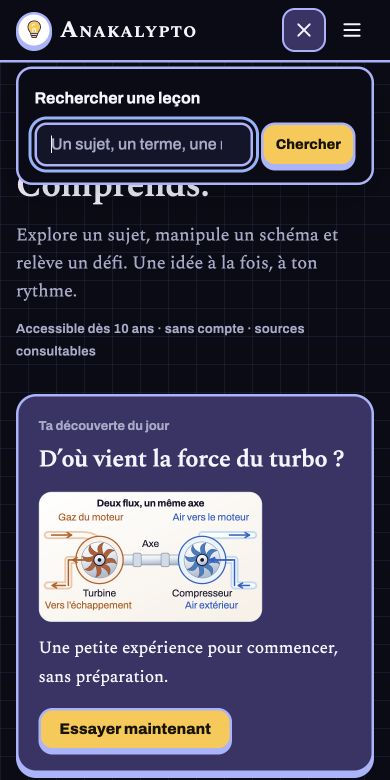 Anakalypto
Rechercher une leçon
Un sujet, un terme, une
Chercher
Comprends.
Explore un sujet, manipule un schéma et
relève un défi. Une idée à la fois, à ton
rythme.
Accessible dès 10 ans · sans compte · sources
consultables
Ta découverte du jour
D’où vient la force du turbo ?
Deux flux, un même axe
Gaz du moteur
Air vers le moteur
Axe
Turbine
Compresseur
Vers l’échappement
Air extérieur
Une petite expérience pour commencer,
sans préparation.
Essayer maintenant